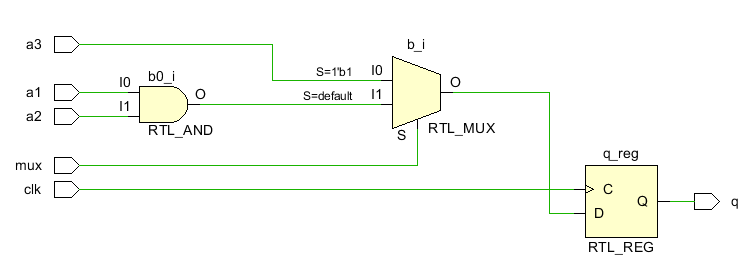 a3
b_i
S=1'b1
I0
b0_i
I0
O
a1
S=default
I1
O
I1
a2
RTL_AND
S
RTL_MUX
mux
q_reg
clk
C
Q
q
D
RTL_REG